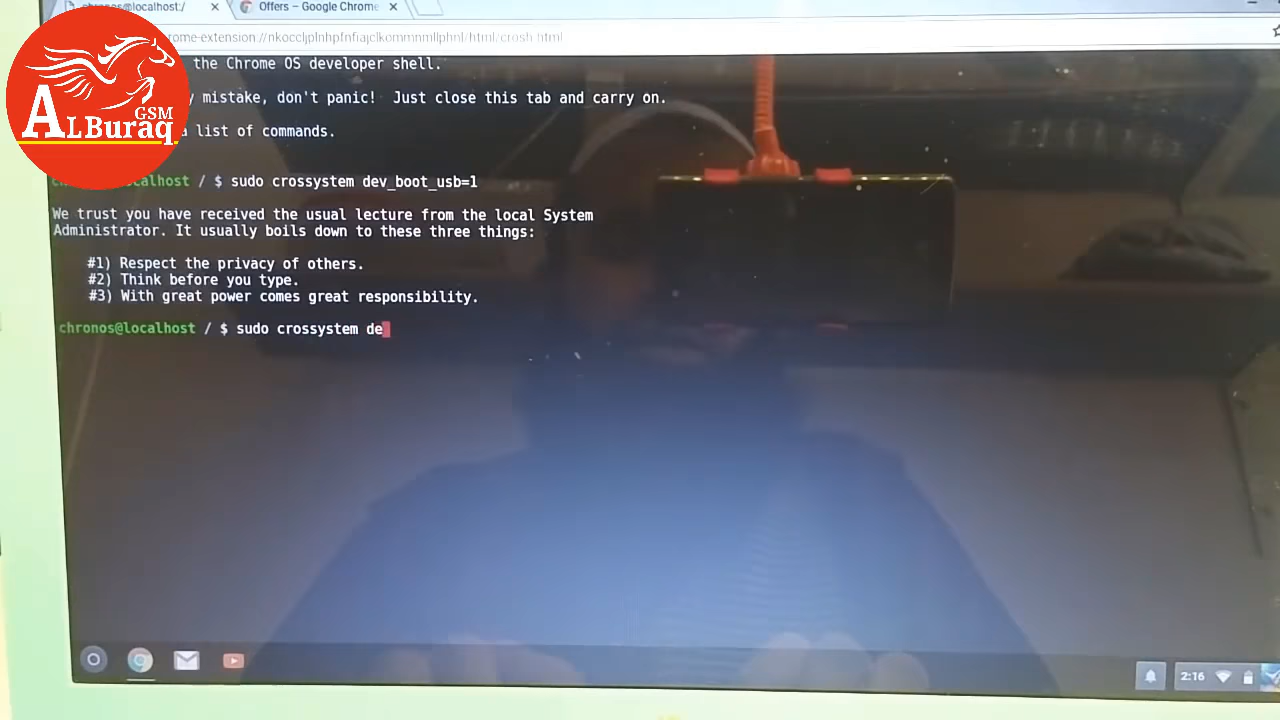 chronos@localhost:/
Offers – Google Chrome
rome-extension://nkoccljplnhpfnfiajclkommnmllphnl/html/crosh.html
the Chrome OS developer shell.
mistake, don't panic! Just close this tab and carry on.
list of commands.
GSM
ALBuraq
localhost / $ sudo crossystem dev_boot_usb=1
We trust you have received the usual lecture from the local System
Administrator. It usually boils down to these three things:
#1) Respect the privacy of others.
#2) Think before you type.
#3) With great power comes great responsibility.
chronos@localhost / $ sudo crossystem de
2:16